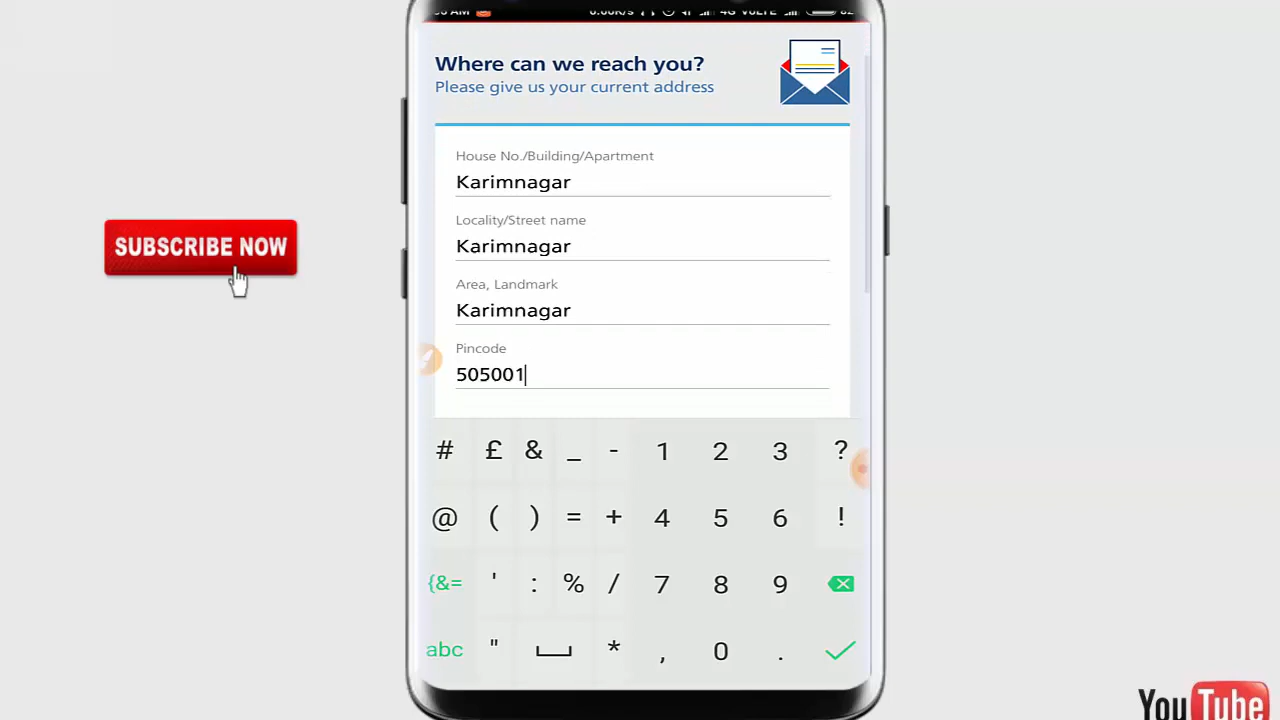 Where can we reach you?
Please give us your current address
House No./Building/Apartment
Karimnagar
Locality/Street name
Karimnagar
Area, Landmark
Karimnagar
Pincode
505001
SUBSCRIBE NOW
# £ & _ - 1 2 3 ?
@ ( ) = + 4 5 6 !
{&= ' : % / 7 8 9
abc " * , 0 .
YouTube